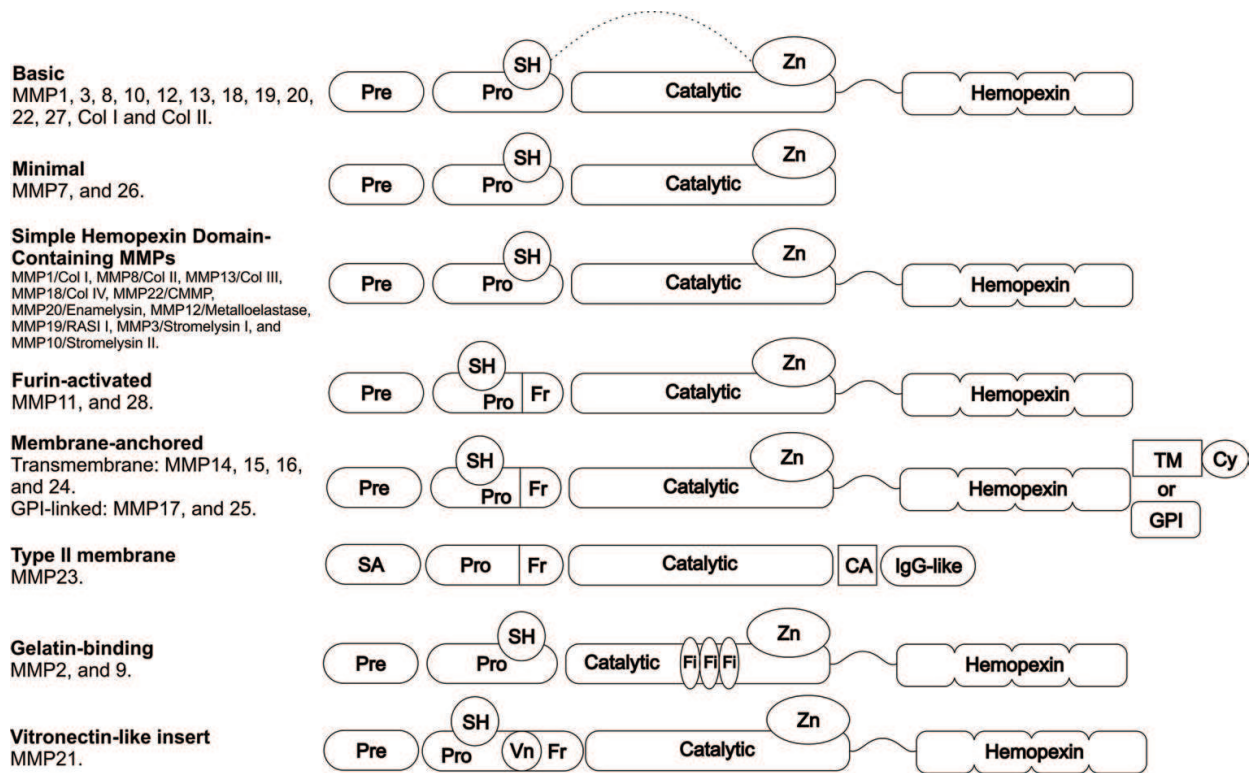 Basic
MMP1, 3, 8, 10, 12, 13, 18, 19, 20,
22, 27, Col I and Col II.
Pre Pro SH Catalytic Zn Hemopexin
Minimal
MMP7, and 26.
Pre Pro SH Catalytic Zn
Simple Hemopexin Domain-
Containing MMPs
MMP1/Col I, MMP8/Col II, MMP13/Col III,
MMP18/Col IV, MMP22/CMMP,
MMP20/Enamelysin, MMP12/Metalloelastase,
MMP19/RASI I, MMP3/Stromelysin I, and
MMP10/Stromelysin II.
Pre Pro SH Catalytic Zn Hemopexin
Furin-activated
MMP11, and 28.
Pre SH Pro Fr Catalytic Zn Hemopexin
Membrane-anchored
Transmembrane: MMP14, 15, 16,
and 24.
GPI-linked: MMP17, and 25.
Pre SH Pro Fr Catalytic Zn Hemopexin TM Cy
or
GPI
Type II membrane
MMP23.
SA Pro Fr Catalytic CA IgG-like
Gelatin-binding
MMP2, and 9.
Pre Pro SH Catalytic Fi Fi Fi Zn Hemopexin
Vitronectin-like insert
MMP21.
Pre SH Pro Vn Fr Catalytic Zn Hemopexin